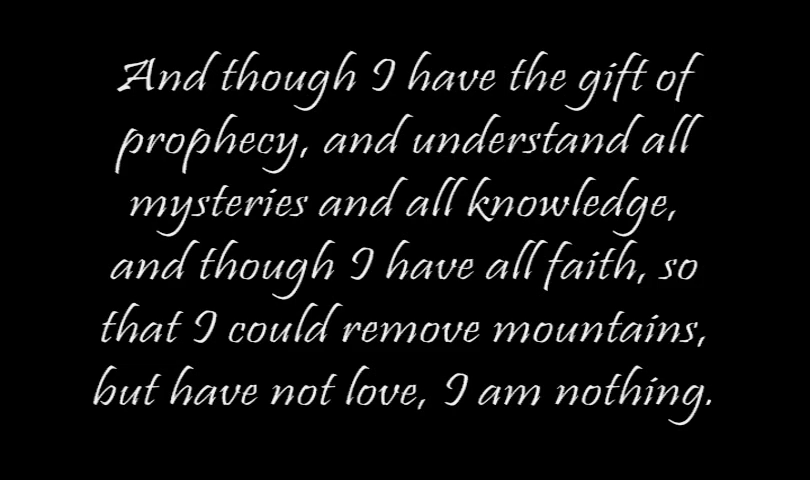 And though I have the gift of
prophecy, and understand all
mysteries and all knowledge,
and though I have all faith, so
that I could remove mountains,
but have not love, I am nothing.